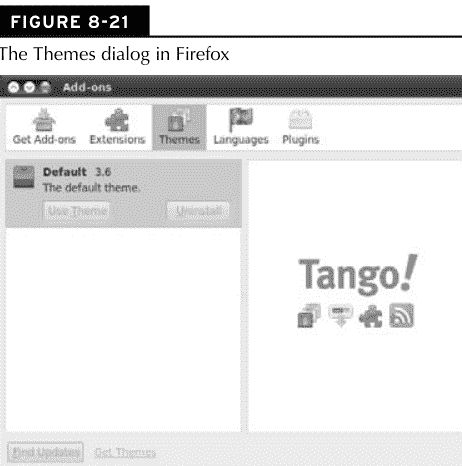 FIGURE 8-21
The Themes dialog in Firefox
Add-ons
Get Add-ons Extensions Themes Languages Plugins
Default 3.6
The default theme.
Use Theme Uninstall
Tango!
Find Updates Get Themes